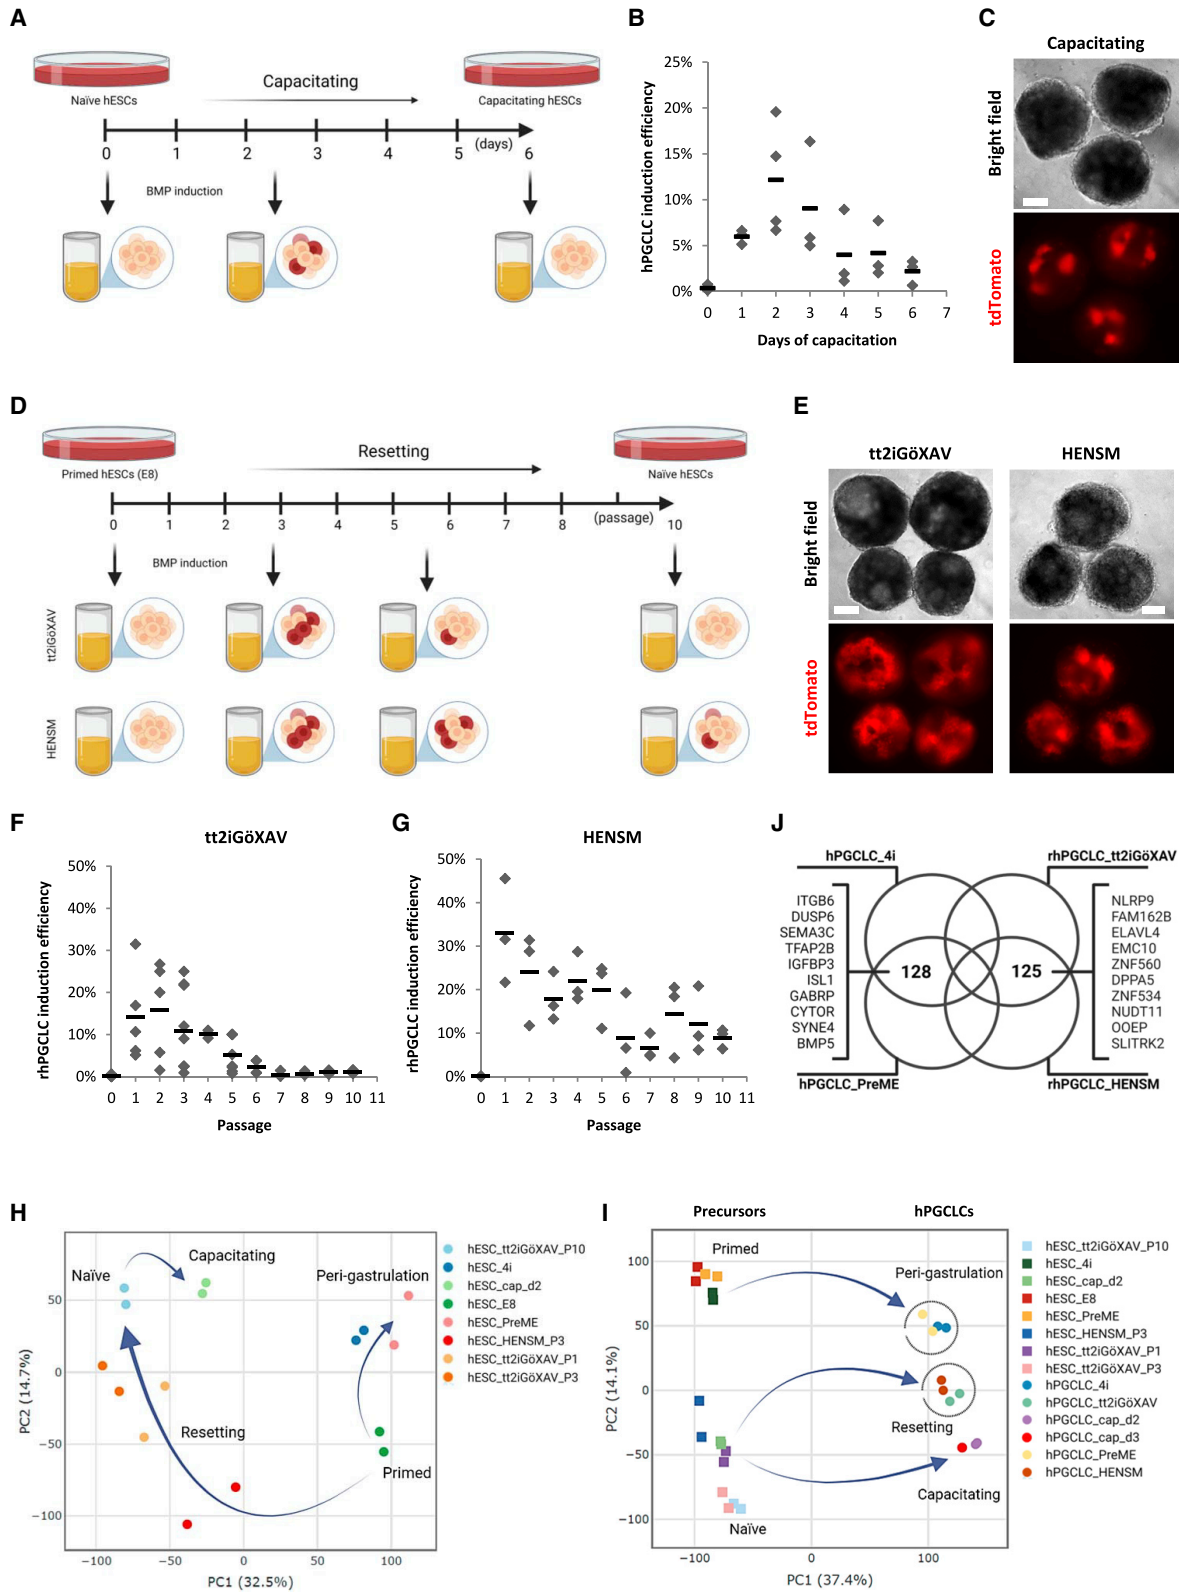 A
Naïve hESCs
Capacitating
Capacitating hESCs
0 1 2 3 4 5 (days) 6
BMP induction
B
hPGCLC induction efficiency
25%
20%
15%
10%
5%
0%
0 1 2 3 4 5 6 7
Days of capacitation
C
Capacitating
Bright field
tdTomato
D
Primed hESCs (E8)
Resetting
Naïve hESCs
0 1 2 3 4 5 6 7 8 (passage) 10
BMP induction
tt2iGöXAV
HENSM
E
tt2iGöXAV HENSM
Bright field
tdTomato
F
tt2iGöXAV
rhPGCLC induction efficiency
50%
40%
30%
20%
10%
0%
0 1 2 3 4 5 6 7 8 9 10 11
Passage
G
HENSM
rhPGCLC induction efficiency
50%
40%
30%
20%
10%
0%
0 1 2 3 4 5 6 7 8 9 10 11
Passage
J
hPGCLC_4i
rhPGCLC_tt2iGöXAV
ITGB6
DUSP6
SEMA3C
TFAP2B
IGFBP3
ISL1
GABRP
CYTOR
SYNE4
BMP5
128
125
NLRP9
FAM162B
ELAVL4
EMC10
ZNF560
DPPA5
ZNF534
NUDT11
OOEP
SLITRK2
hPGCLC_PreME
rhPGCLC_HENSM
H
Naïve
Capacitating
Peri-gastrulation
Resetting
Primed
PC2 (14.7%)
50
0
−50
−100
−100 −50 0 50 100
PC1 (32.5%)
hESC_tt2iGöXAV_P10
hESC_4i
hESC_cap_d2
hESC_E8
hESC_PreME
hESC_HENSM_P3
hESC_tt2iGöXAV_P1
hESC_tt2iGöXAV_P3
I
Precursors hPGCLCs
Primed
Peri-gastrulation
Resetting
Capacitating
Naïve
PC2 (14.1%)
100
50
0
−50
−100
−100 0 100
PC1 (37.4%)
hESC_tt2iGöXAV_P10
hESC_4i
hESC_cap_d2
hESC_E8
hESC_PreME
hESC_HENSM_P3
hESC_tt2iGöXAV_P1
hESC_tt2iGöXAV_P3
hPGCLC_4i
hPGCLC_tt2iGöXAV
hPGCLC_cap_d2
hPGCLC_cap_d3
hPGCLC_PreME
hPGCLC_HENSM